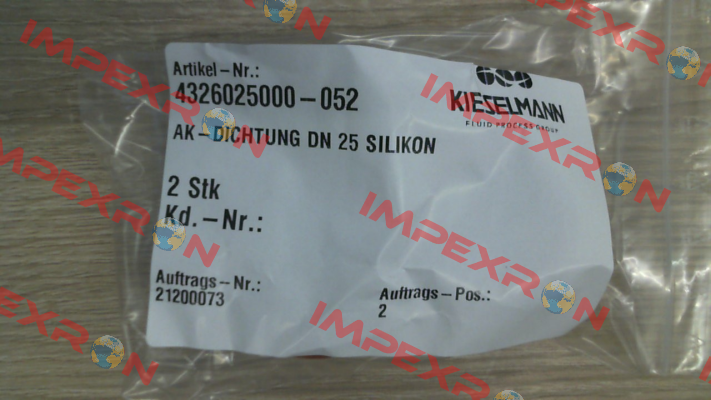 Artikel-Nr.:
4326025000-052
KIESELMANN
FLUID PROCESS GROUP
AK-DICHTUNG DN 25 SILIKON
2 Stk
Kd.-Nr.:
Auftrags-Nr.:
21200073
Auftrags-Pos.:
2
IMPEXRON
IMPEXRON
IMPEXRON
IMPEXRON
IMPEXRON
IMPEXRON
IMPEXRON